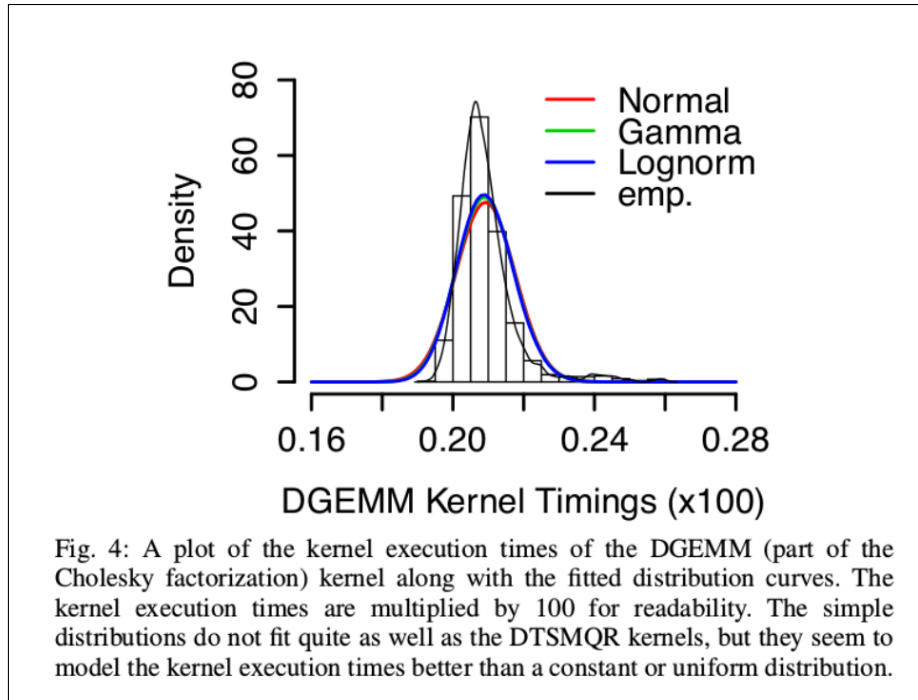 80
60
40
20
0
Density
Normal
Gamma
Lognorm
emp.
0.16 0.20 0.24 0.28
DGEMM Kernel Timings (x100)
Fig. 4: A plot of the kernel execution times of the DGEMM (part of the
Cholesky factorization) kernel along with the fitted distribution curves. The
kernel execution times are multiplied by 100 for readability. The simple
distributions do not fit quite as well as the DTSMQR kernels, but they seem to
model the kernel execution times better than a constant or uniform distribution.